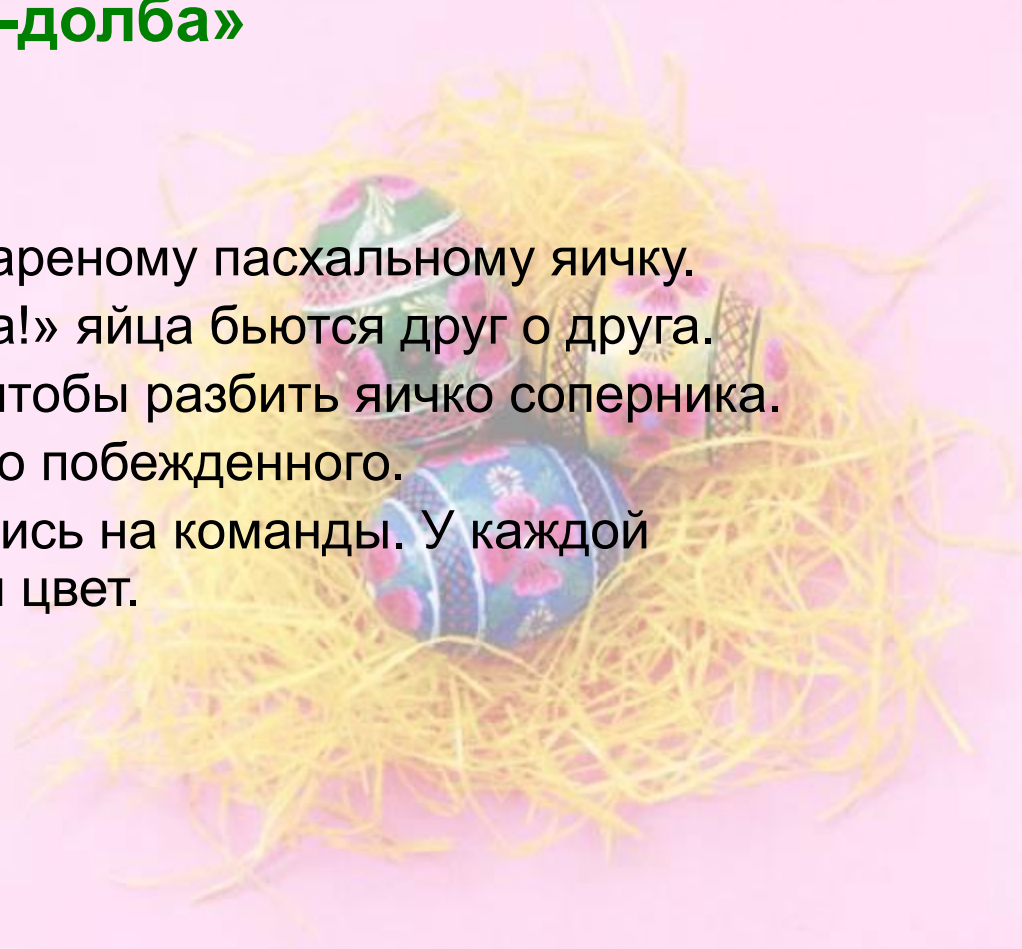 -долба»
ареному пасхальному яичку.
а!» яйца бьются друг о друга.
чтобы разбить яичко соперника.
о побежденного.
ись на команды. У каждой
цвет.